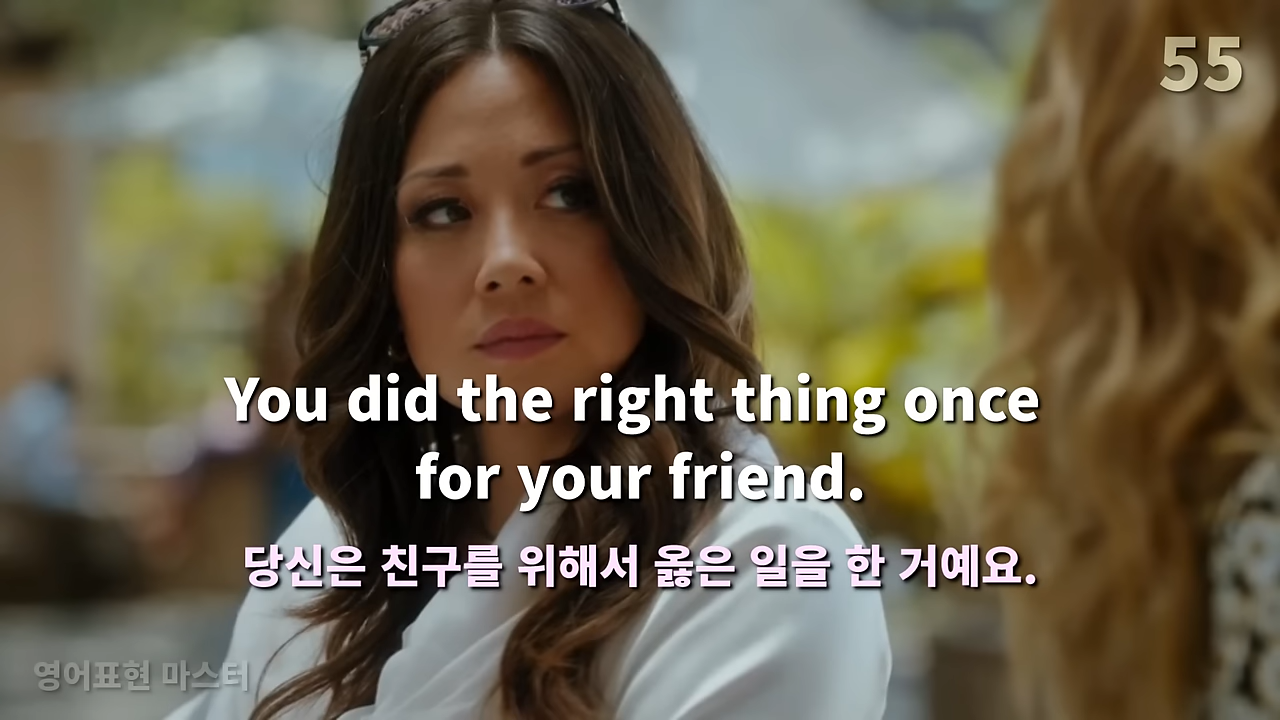 55
You did the right thing once
for your friend.
당신은 친구를 위해서 옳은 일을 한 거예요.
영어표현 마스터